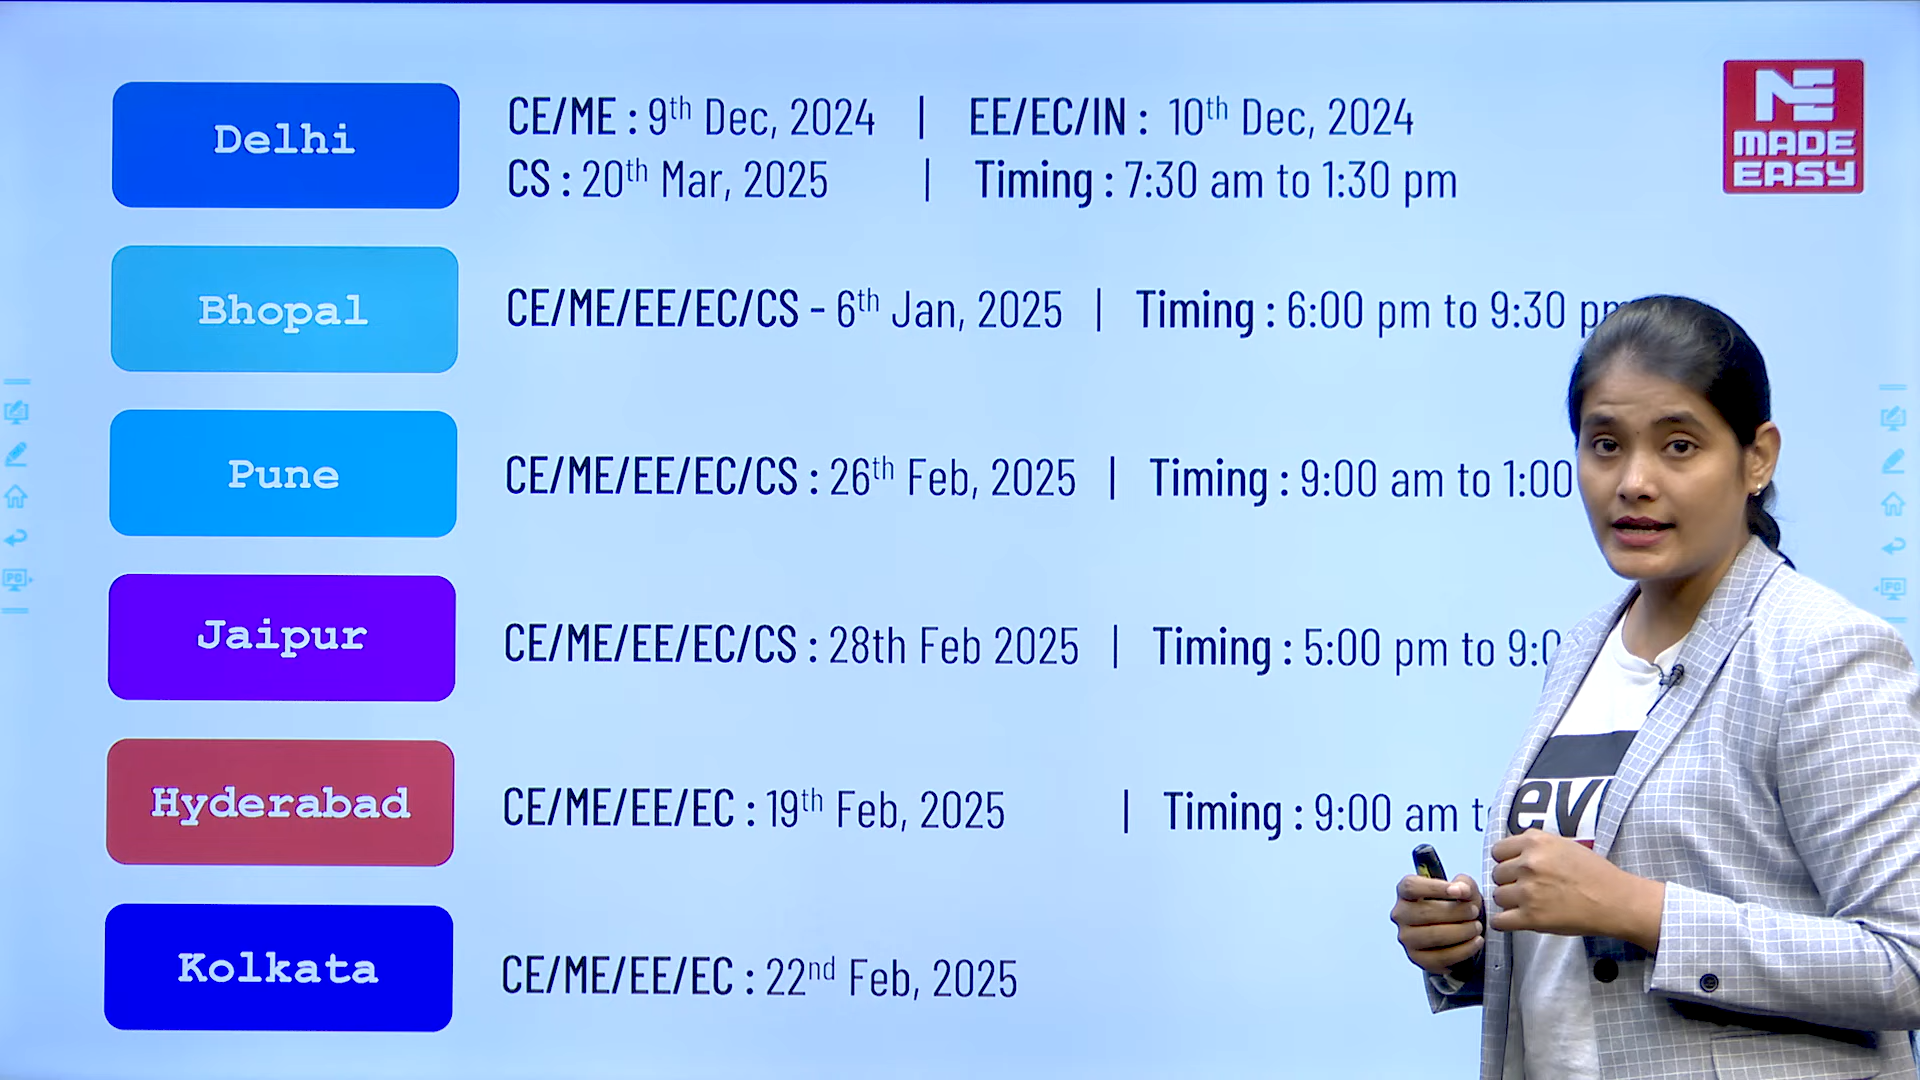 Delhi
CE/ME : 9th Dec, 2024 | EE/EC/IN : 10th Dec, 2024
CS : 20th Mar, 2025 | Timing : 7:30 am to 1:30 pm
MADE
EASY
Bhopal
CE/ME/EE/EC/CS - 6th Jan, 2025 | Timing : 6:00 pm to 9:30 pm
Pune
CE/ME/EE/EC/CS : 26th Feb, 2025 | Timing : 9:00 am to 1:00
Jaipur
CE/ME/EE/EC/CS : 28th Feb 2025 | Timing : 5:00 pm to 9:0
Hyderabad
CE/ME/EE/EC : 19th Feb, 2025 | Timing : 9:00 am to
Kolkata
CE/ME/EE/EC : 22nd Feb, 2025